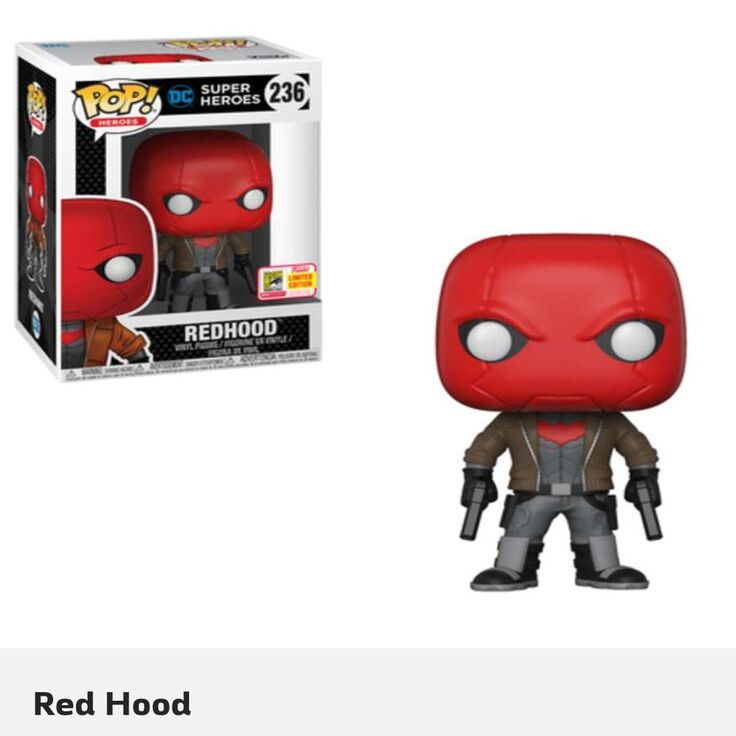 POP!
HEROES
DC
SUPER
HEROES
236
LIMITED
EDITION
REDHOOD
VINYL FIGURE / FIGURINE EN VINYLE /
FIGURA DE VINIL
WARNING
Red Hood